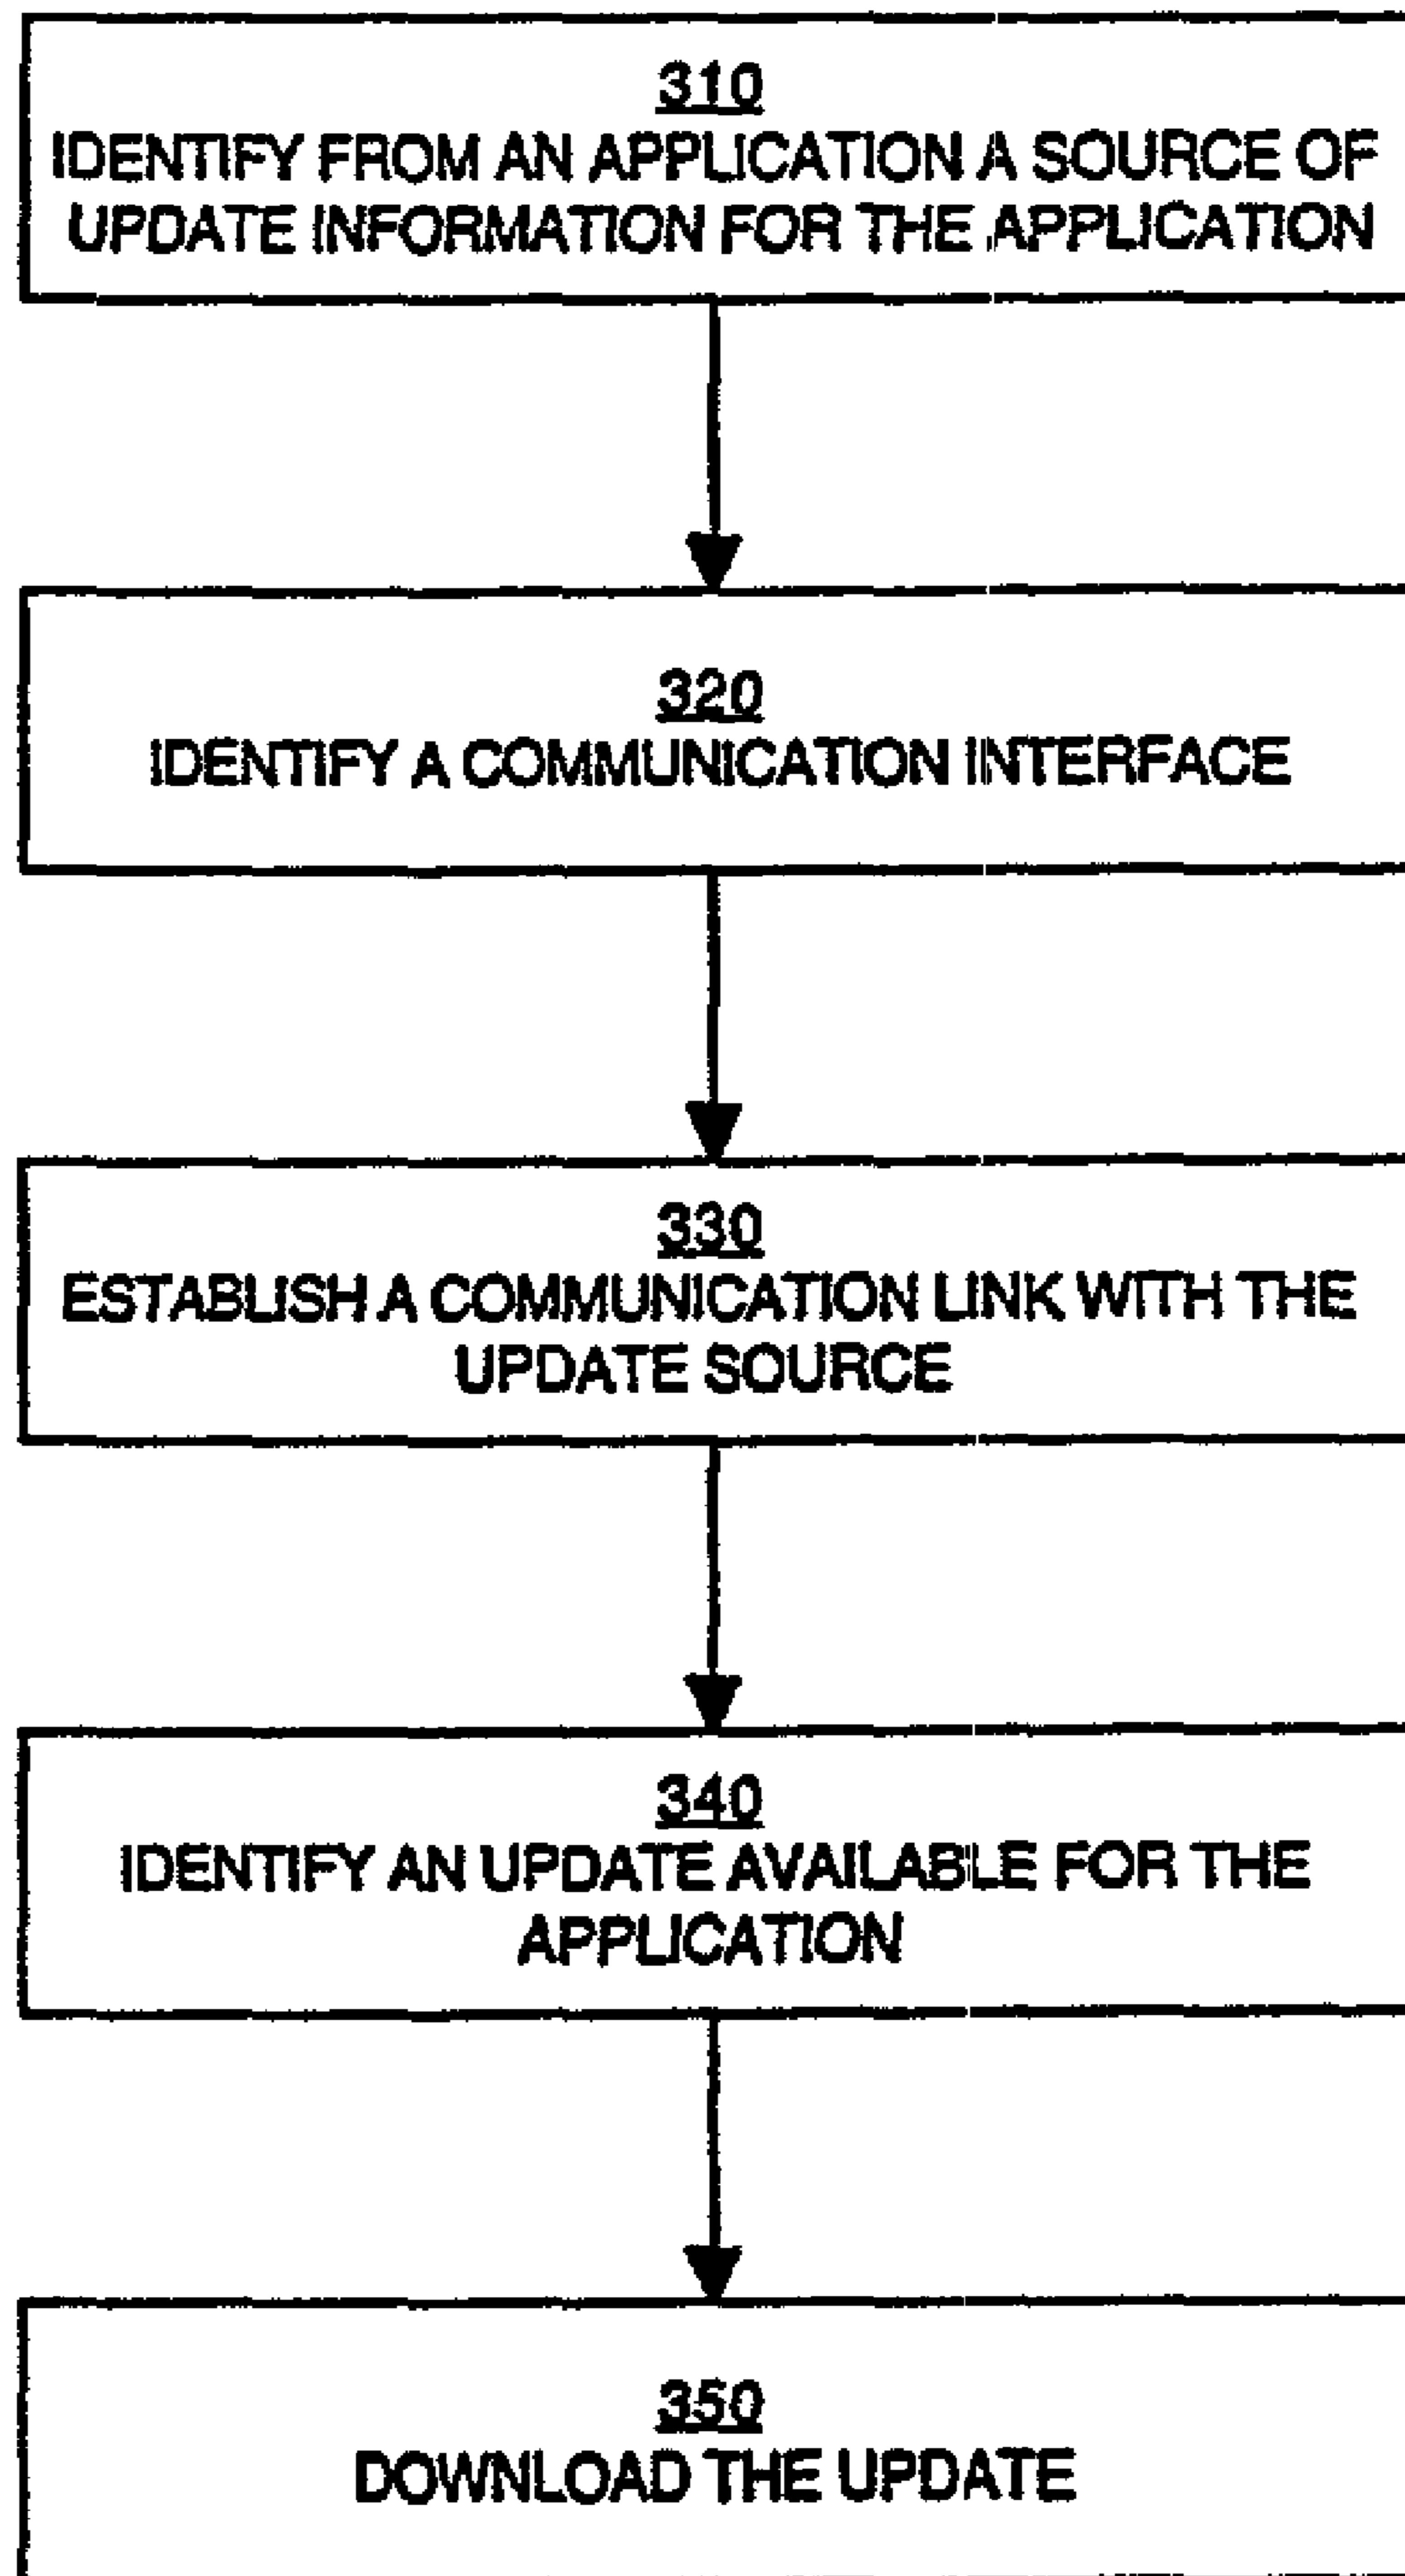 310
IDENTIFY FROM AN APPLICATION A SOURCE OF
UPDATE INFORMATION FOR THE APPLICATION
320
IDENTIFY A COMMUNICATION INTERFACE
330
ESTABLISH A COMMUNICATION LINK WITH THE
UPDATE SOURCE
340
IDENTIFY AN UPDATE AVAILABLE FOR THE
APPLICATION
350
DOWNLOAD THE UPDATE